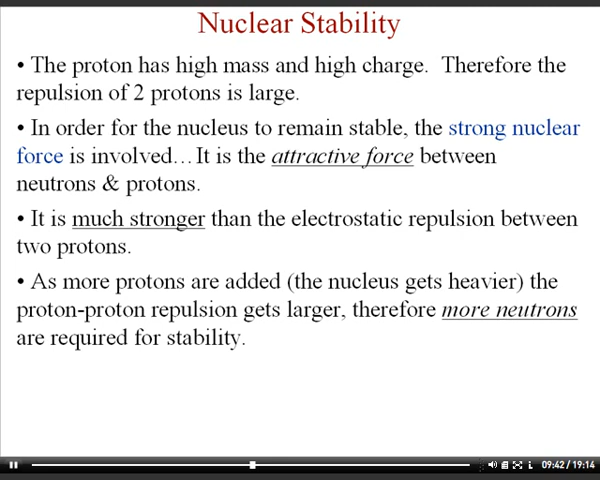 Nuclear Stability
• The proton has high mass and high charge.  Therefore the
repulsion of 2 protons is large.
• In order for the nucleus to remain stable, the strong nuclear
force is involved…It is the attractive force between
neutrons & protons.
• It is much stronger than the electrostatic repulsion between
two protons.
• As more protons are added (the nucleus gets heavier) the
proton-proton repulsion gets larger, therefore more neutrons
are required for stability.
09:42 / 19:14